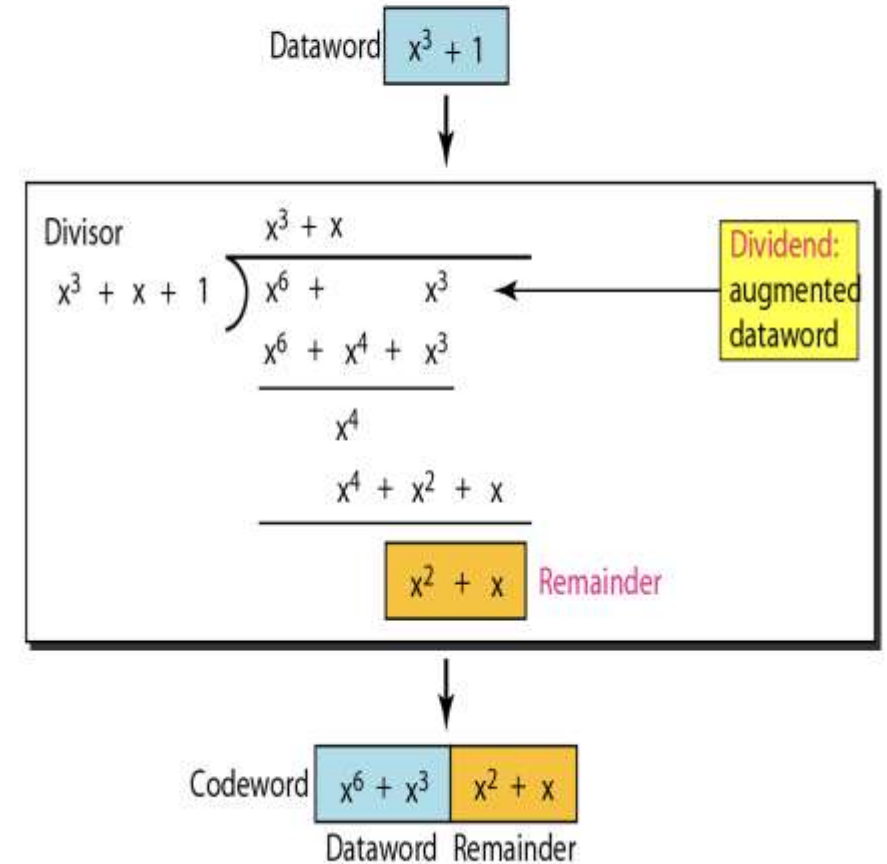 Dataword x³ + 1
Divisor
x³ + x
x³ + x + 1 ) x⁶ + x³
Dividend:
augmented
dataword
x⁶ + x⁴ + x³
x⁴
x⁴ + x² + x
x² + x Remainder
Codeword x⁶ + x³ x² + x
Dataword Remainder